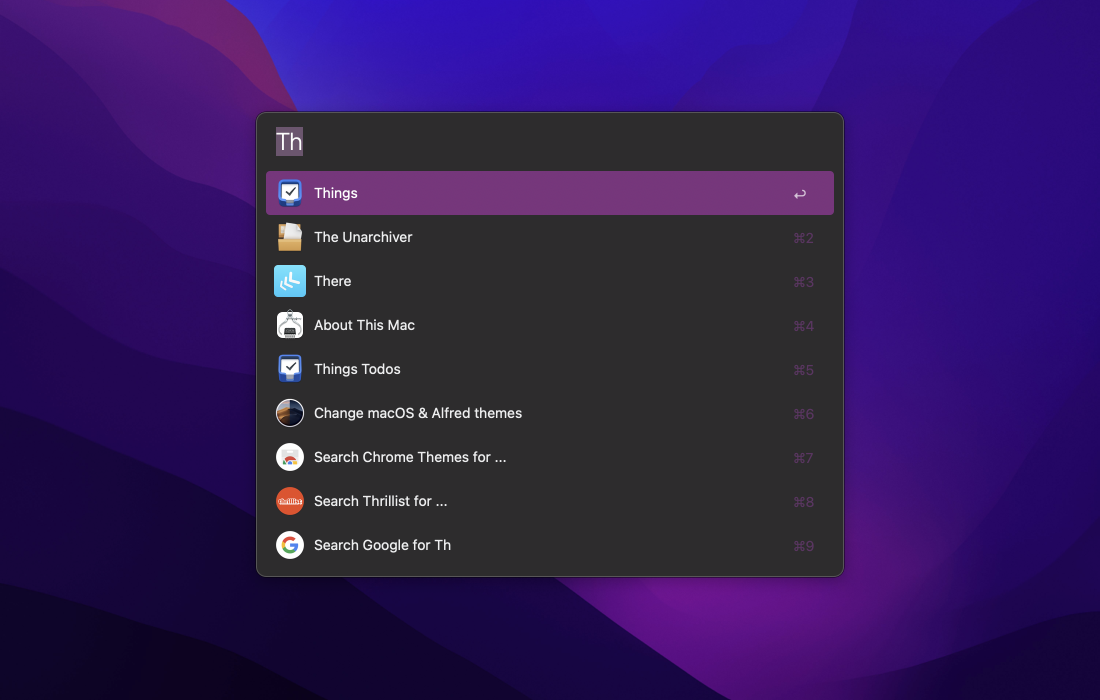 Th
Things ↩
The Unarchiver ⌘2
There ⌘3
About This Mac ⌘4
Things Todos ⌘5
Change macOS & Alfred themes ⌘6
Search Chrome Themes for ... ⌘7
Search Thrillist for ... ⌘8
Search Google for Th ⌘9